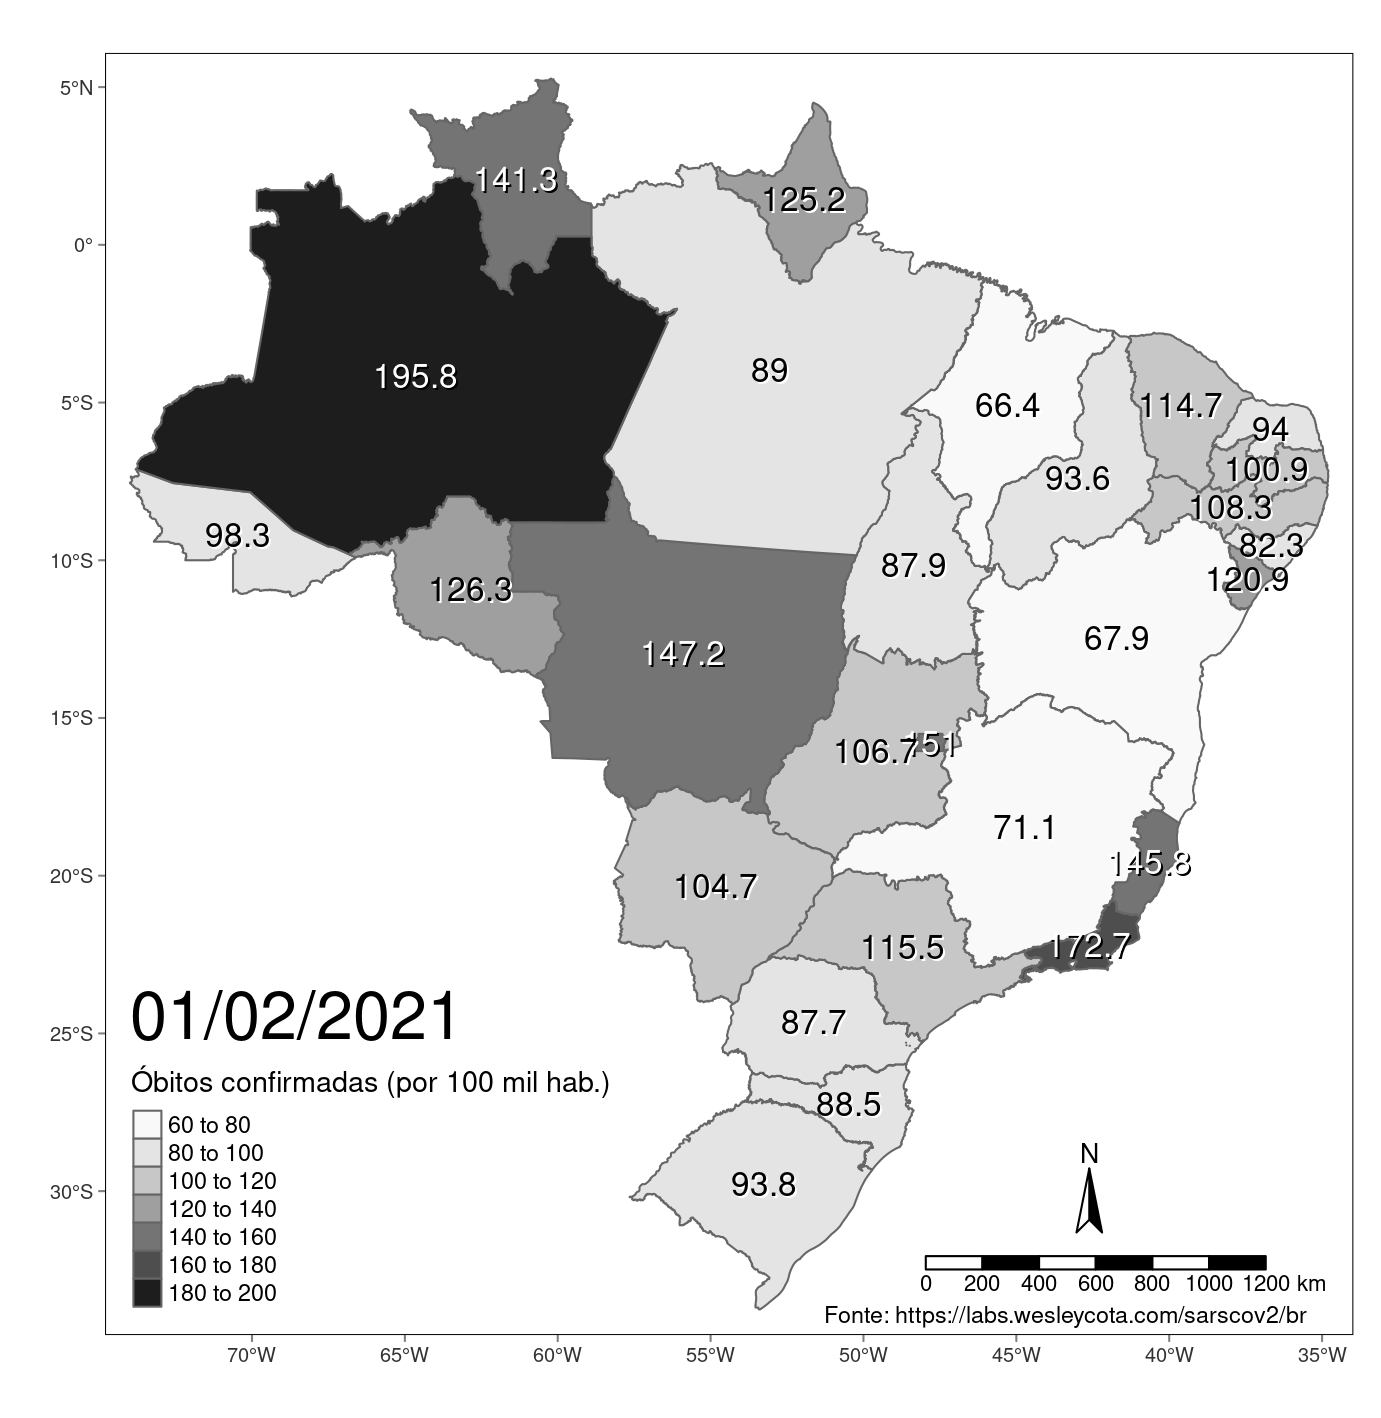 5°N
0°
5°S
10°S
15°S
20°S
25°S
30°S
141.3
125.2
195.8
89
66.4
114.7
94
100.9
93.6
108.3
98.3
82.3
87.9
120.9
126.3
67.9
147.2
106.7
151
71.1
145.8
104.7
115.5
172.7
87.7
88.5
93.8
01/02/2021
Óbitos confirmadas (por 100 mil hab.)
60 to 80
80 to 100
100 to 120
120 to 140
140 to 160
160 to 180
180 to 200
N
0 200 400 600 800 1000 1200 km
Fonte: https://labs.wesleycota.com/sarscov2/br
70°W 65°W 60°W 55°W 50°W 45°W 40°W 35°W